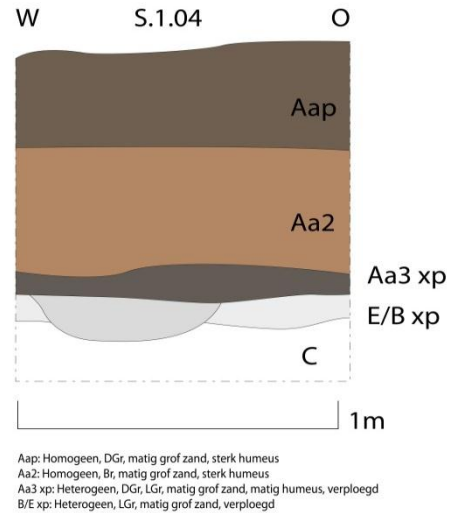 W S.1.04 O
Aap
Aa2
Aa3 xp
E/B xp
C
1m
Aap: Homogeen, DGr, matig grof zand, sterk humeus
Aa2: Homogeen, Br, matig grof zand, sterk humeus
Aa3 xp: Heterogeen, DGr, LGr, matig grof zand, matig humeus, verploegd
B/E xp: Heterogeen, LGr, matig grof zand, verploegd